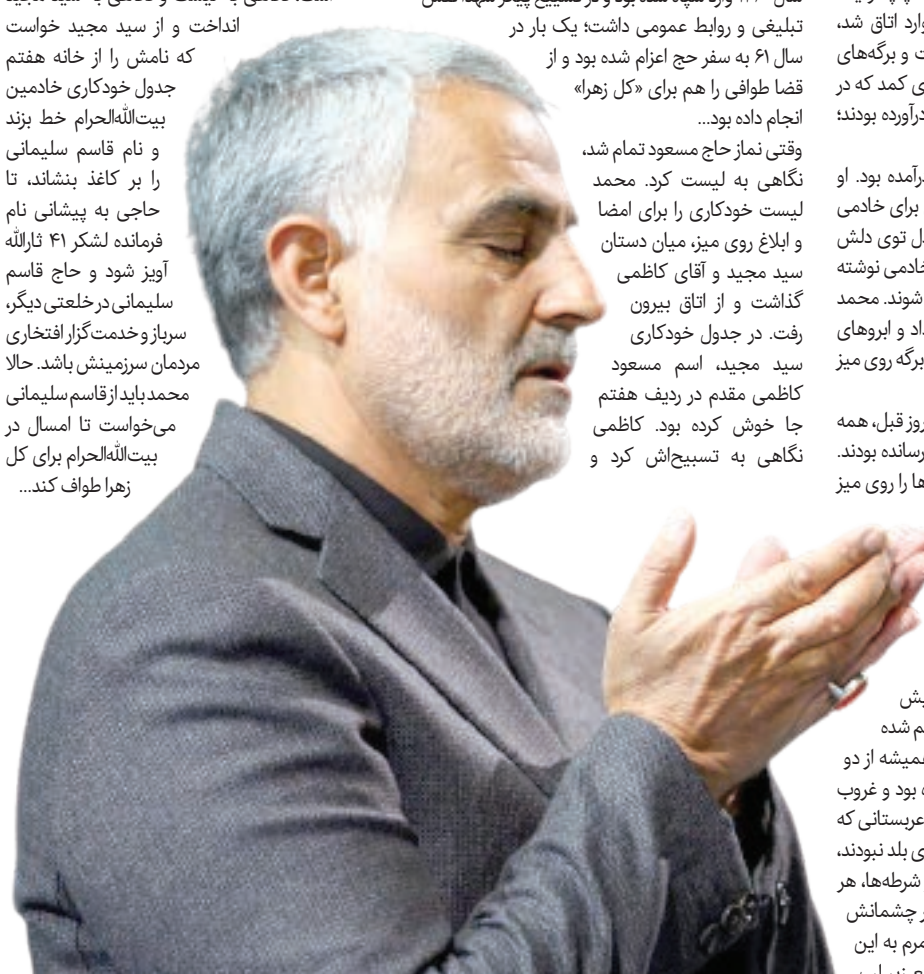 وارد اتاق شد،
و برگه‌های
کمد که در
درآورده بودند؛
بود. او
برای خادمی
توی دلش
خادمی نوشته
شوند. محمد
و ابروهای
برگه روی میز
روز قبل، همه
رسانده بودند.
ها را روی میز
یش
م شده
همیشه از دو
بود و غروب
عربستانی که
ی بلد نبودند،
شرطه‌ها، هر
چشمانش
به این
وارد سپاه شده بود و در تشییع پیکر شهدا نقش
تبلیغی و روابط عمومی داشت؛ یک بار در
سال ۶۱ به سفر حج اعزام شده بود و از
قضا طوافی را هم برای «کل زهرا»
انجام داده بود...
وقتی نماز حاج مسعود تمام شد،
نگاهی به لیست کرد. محمد
لیست خودکاری را برای امضا
و ابلاغ روی میز، میان دستان
سید مجید و آقای کاظمی
گذاشت و از اتاق بیرون
رفت. در جدول خودکاری
سید مجید، اسم مسعود
کاظمی مقدم در ردیف هفتم
جا خوش کرده بود. کاظمی
نگاهی به تسبیح‌اش کرد و
انداخت و از سید مجید خواست
که نامش را از خانه هفتم
جدول خودکاری خادمین
بیت‌الله‌الحرام خط بزند
و نام قاسم سلیمانی
را بر کاغذ بنشاند، تا
حاجی به پیشانی نام
فرمانده لشکر ۴۱ ثارالله
آویز شود و حاج قاسم
سلیمانی در خلعتی دیگر،
سرباز و خدمت‌گزار افتخاری
مردمان سرزمینش باشد. حالا
محمد باید از قاسم سلیمانی
می‌خواست تا امسال در
بیت‌الله‌الحرام برای کل
زهرا طواف کند...